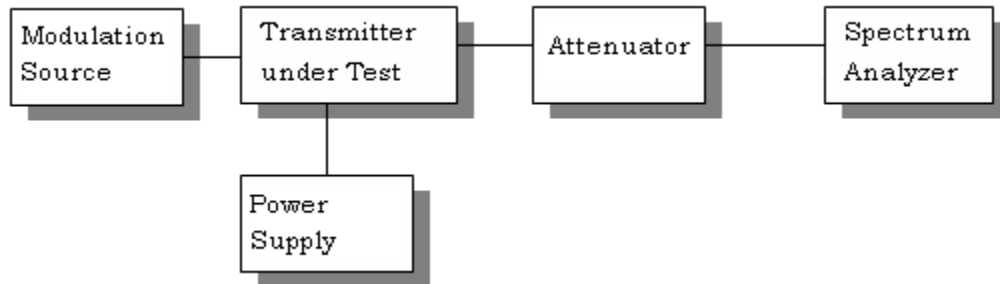 Modulation
Source
Transmitter
under Test
Attenuator
Spectrum
Analyzer
Power
Supply